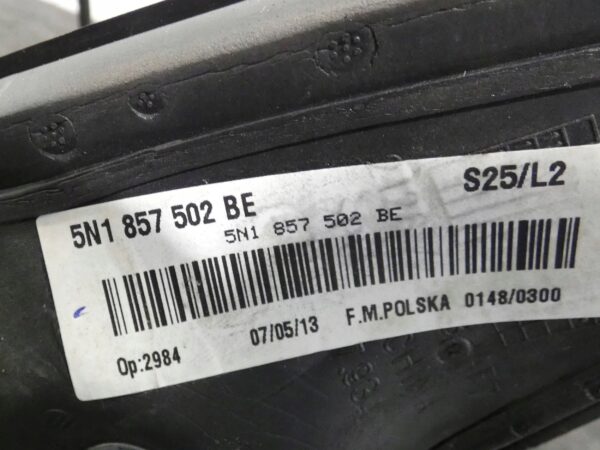 S25/L2
5N1 857 502 BE
5N1 857 502 BE
Op:2984 07/05/13 F.M.POLSKA 0148/0300